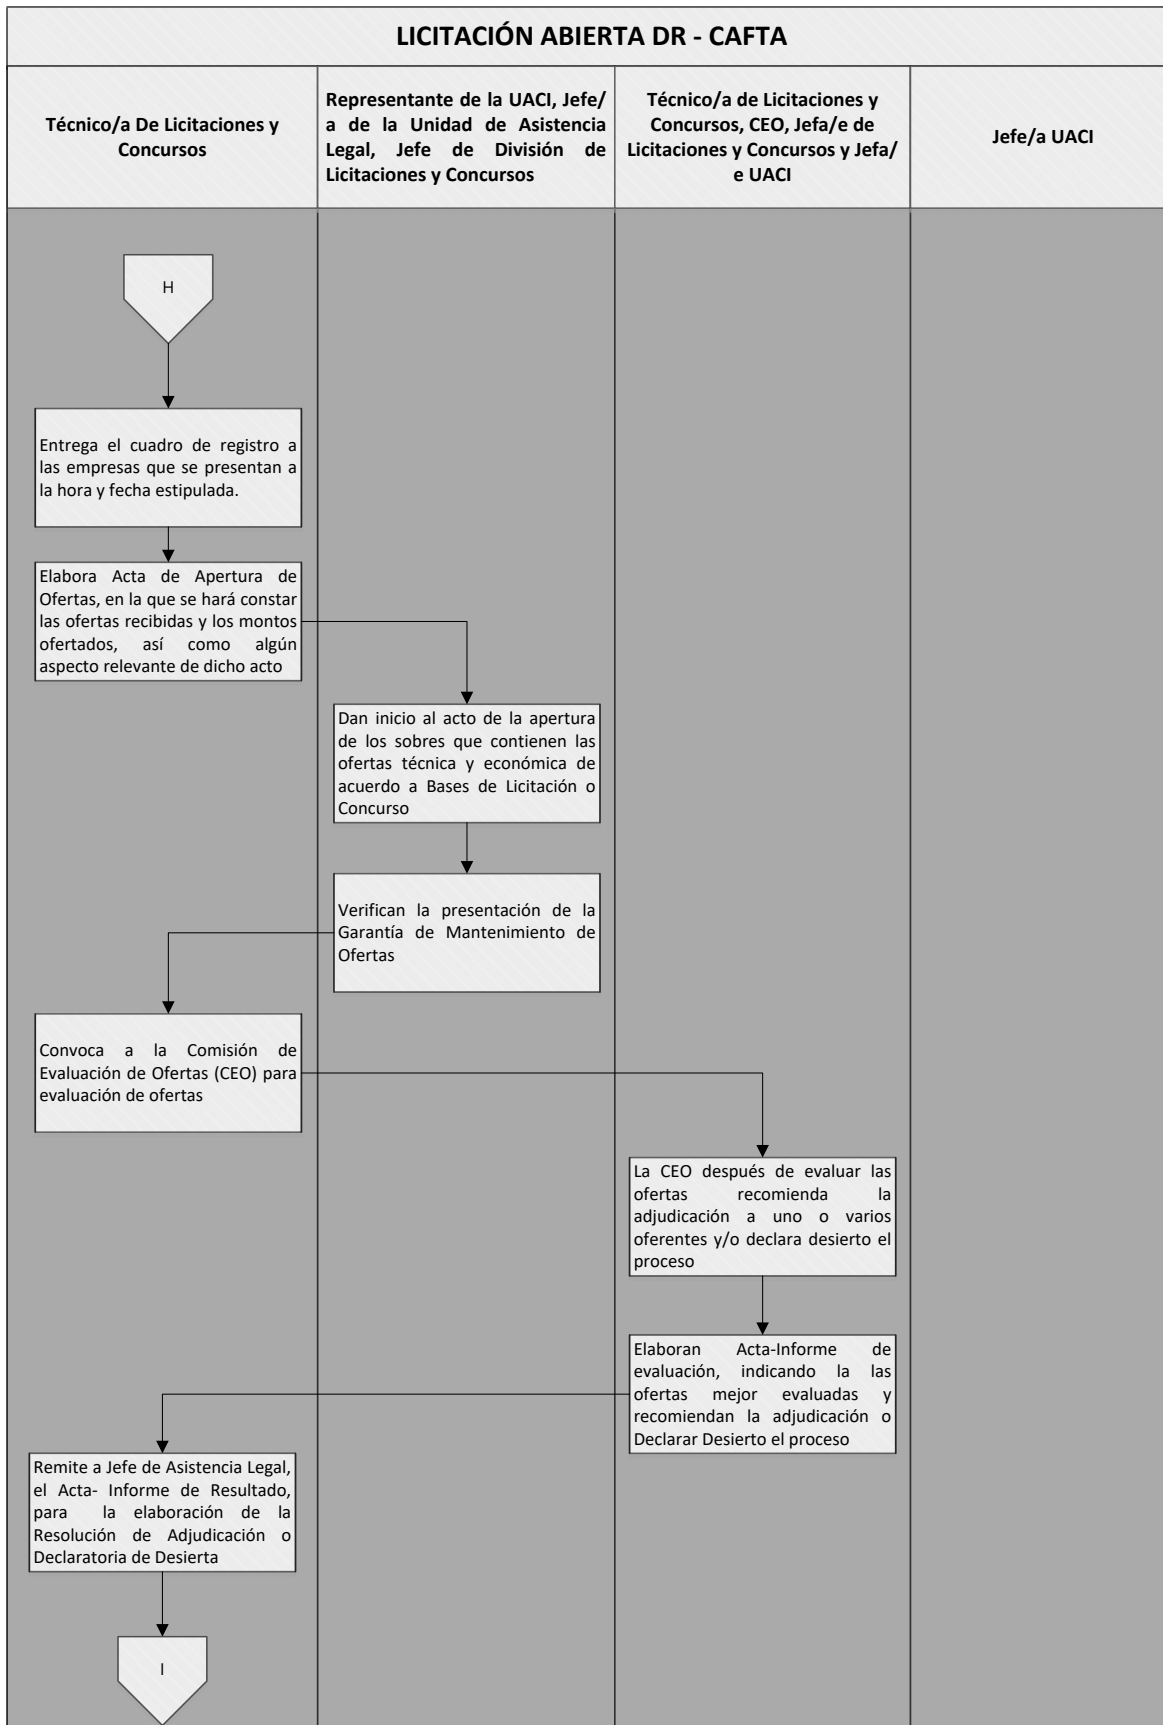 LICITACIÓN ABIERTA DR - CAFTA
Técnico/a De Licitaciones y
Concursos
Representante de la UACI, Jefe/
a de la Unidad de Asistencia
Legal, Jefe de División de
Licitaciones y Concursos
Técnico/a de Licitaciones y
Concursos, CEO, Jefa/e de
Licitaciones y Concursos y Jefa/
e UACI
Jefe/a UACI
H
Entrega el cuadro de registro a
las empresas que se presentan a
la hora y fecha estipulada.
Elabora Acta de Apertura de
Ofertas, en la que se hará constar
las ofertas recibidas y los montos
ofertados, así como algún
aspecto relevante de dicho acto
Dan inicio al acto de la apertura
de los sobres que contienen las
ofertas técnica y económica de
acuerdo a Bases de Licitación o
Concurso
Verifican la presentación de la
Garantía de Mantenimiento de
Ofertas
Convoca a la Comisión de
Evaluación de Ofertas (CEO) para
evaluación de ofertas
La CEO después de evaluar las
ofertas recomienda la
adjudicación a uno o varios
oferentes y/o declara desierto el
proceso
Elaboran Acta-Informe de
evaluación, indicando la las
ofertas mejor evaluadas y
recomiendan la adjudicación o
Declarar Desierto el proceso
Remite a Jefe de Asistencia Legal,
el Acta- Informe de Resultado,
para la elaboración de la
Resolución de Adjudicación o
Declaratoria de Desierta
I